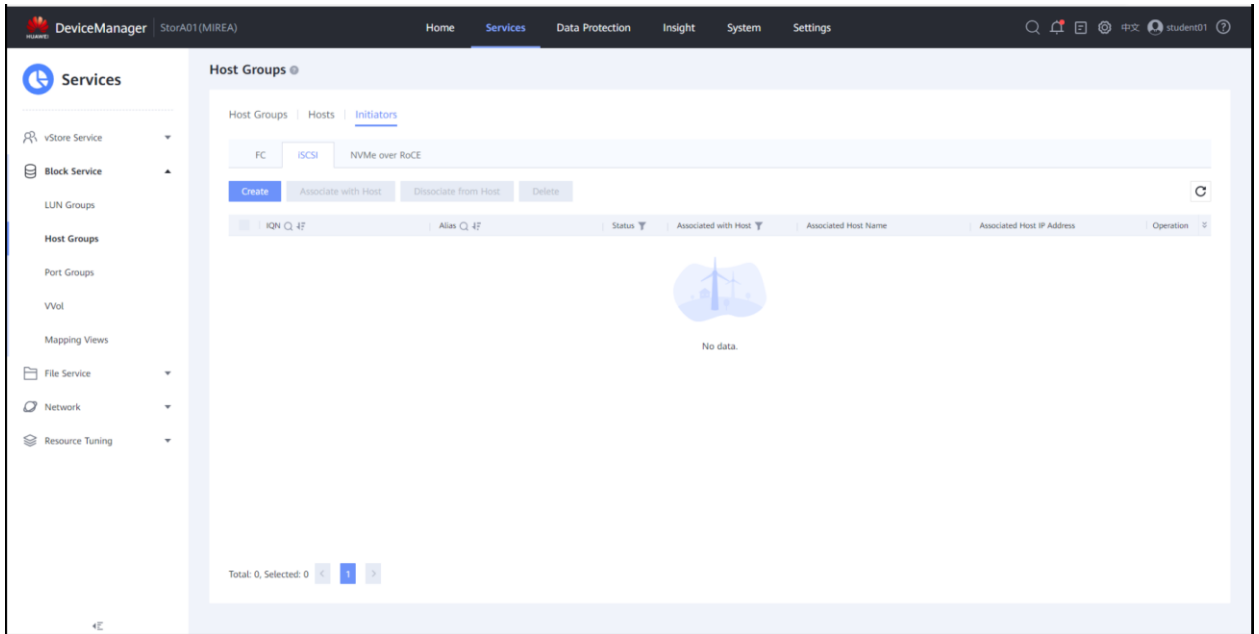 HUAWEI DeviceManager StorA01(MIREA) Home Services Data Protection Insight System Settings 中文 student01
Services
vStore Service
Block Service
LUN Groups
Host Groups
Port Groups
VVol
Mapping Views
File Service
Network
Resource Tuning
Host Groups
Host Groups Hosts Initiators
FC iSCSI NVMe over RoCE
Create Associate with Host Dissociate from Host Delete
IQN Alias Status Associated with Host Associated Host Name Associated Host IP Address Operation
No data.
Total: 0, Selected: 0 < 1 >